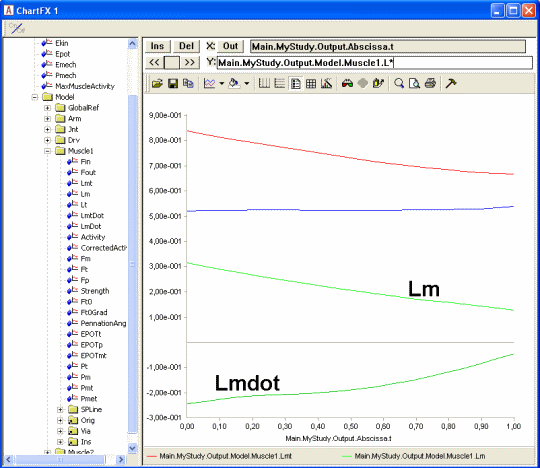 ChartFX 1
Ins Del X: Out Main.MyStudy.Output.Abscissa.t
<< >> Y: Main.MyStudy.Output.Model.Muscle1.L*
Ekin
Epot
Emech
Pmech
MaxMuscleActivity
Model
GlobalRef
Arm
Jnt
Drv
Muscle1
Fin
Fout
Lmt
Lm
Lt
LmtDot
LmDot
Activity
CorrectedActiv
Fm
Ft
Fp
Strength
Ft0
Ft0Grad
PennationAng
EPOTt
EPOTp
EPOTmt
Pt
Pm
Pmt
Pmet
SPLine
Orig
Via
Ins
Muscle2
9,00e-001
8,00e-001
7,00e-001
6,00e-001
5,00e-001
4,00e-001
3,00e-001
2,00e-001
1,00e-001
-1,00e-001
-2,00e-001
-3,00e-001
Lm
Lmdot
0,00 0,10 0,20 0,30 0,40 0,50 0,60 0,70 0,80 0,90 1,00
Main.MyStudy.Output.Abscissa.t
Main.MyStudy.Output.Model.Muscle1.Lmt Main.MyStudy.Output.Model.Muscle1.Lm